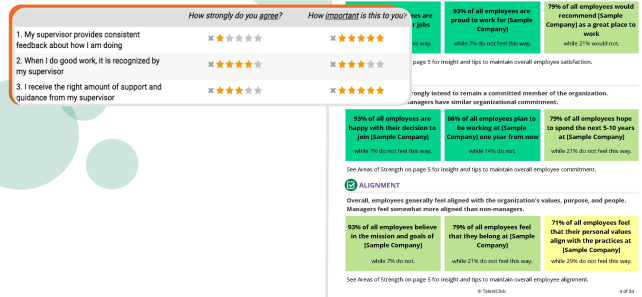 How strongly do you agree?
How important is this to you?
1. My supervisor provides consistent
feedback about how I am doing
2. When I do good work, it is recognized by
my supervisor
3. I receive the right amount of support and
guidance from my supervisor
es are
r jobs
is way.
93% of all employees are
proud to work for [Sample
Company]
while 7% do not feel this way.
79% of all employees would
recommend [Sample
Company] as a great place to
work
while 21% would not.
page 5 for insight and tips to maintain overall employee satisfaction.
rongly intend to remain a committed member of the organization.
anagers have similar organizational commitment.
93% of all employees are
happy with their decision to
join [Sample Company]
while 7% do not feel this way.
86% of all employees plan to
be working at [Sample
Company] one year from now
while 14% do not.
79% of all employees hope
to spend the next 5-10 years
at [Sample Company]
while 21% do not feel this way.
See Areas of Strength on page 5 for insight and tips to maintain overall employee commitment.
ALIGNMENT
Overall, employees generally feel aligned with the organization's values, purpose, and people.
Managers feel somewhat more aligned than non-managers.
93% of all employees believe
in the mission and goals of
[Sample Company]
while 7% do not.
79% of all employees feel
that they belong at [Sample
Company]
while 21% do not feel this way.
71% of all employees feel
that their personal values
align with the practices at
[Sample Company]
while 29% do not feel this way.
See Areas of Strength on page 5 for insight and tips to maintain overall employee alignment.
© TalentClick
4 of 34